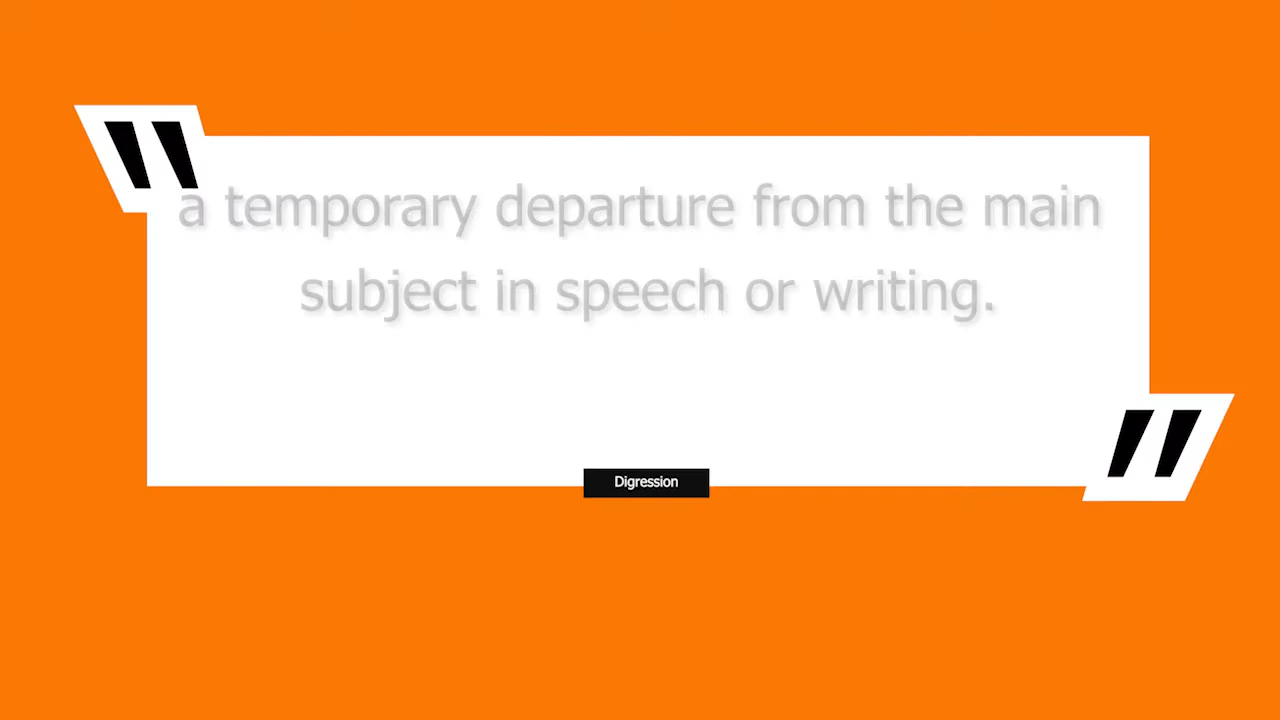 a temporary departure from the main
subject in speech or writing.
Digression